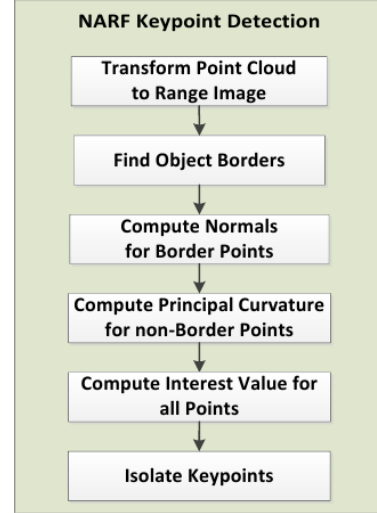 NARF Keypoint Detection
Transform Point Cloud
to Range Image
Find Object Borders
Compute Normals
for Border Points
Compute Principal Curvature
for non-Border Points
Compute Interest Value for
all Points
Isolate Keypoints